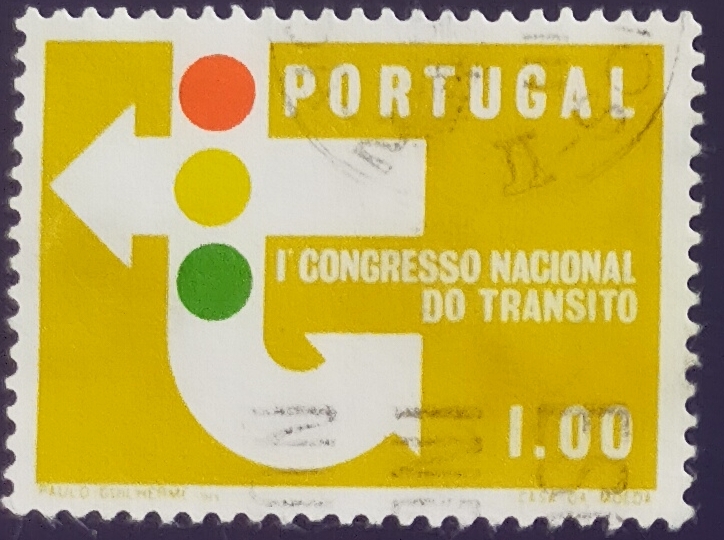 PORTUGAL
I CONGRESSO NACIONAL
DO TRANSITO
1.00
PAULO GUILHERME
CASA DA MOEDA